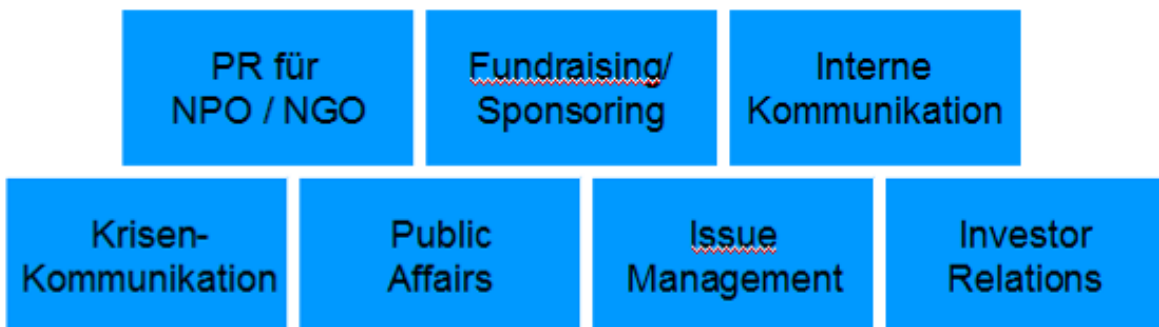 PR für
NPO / NGO
Fundraising/
Sponsoring
Interne
Kommunikation
Krisen-
Kommunikation
Public
Affairs
Issue
Management
Investor
Relations